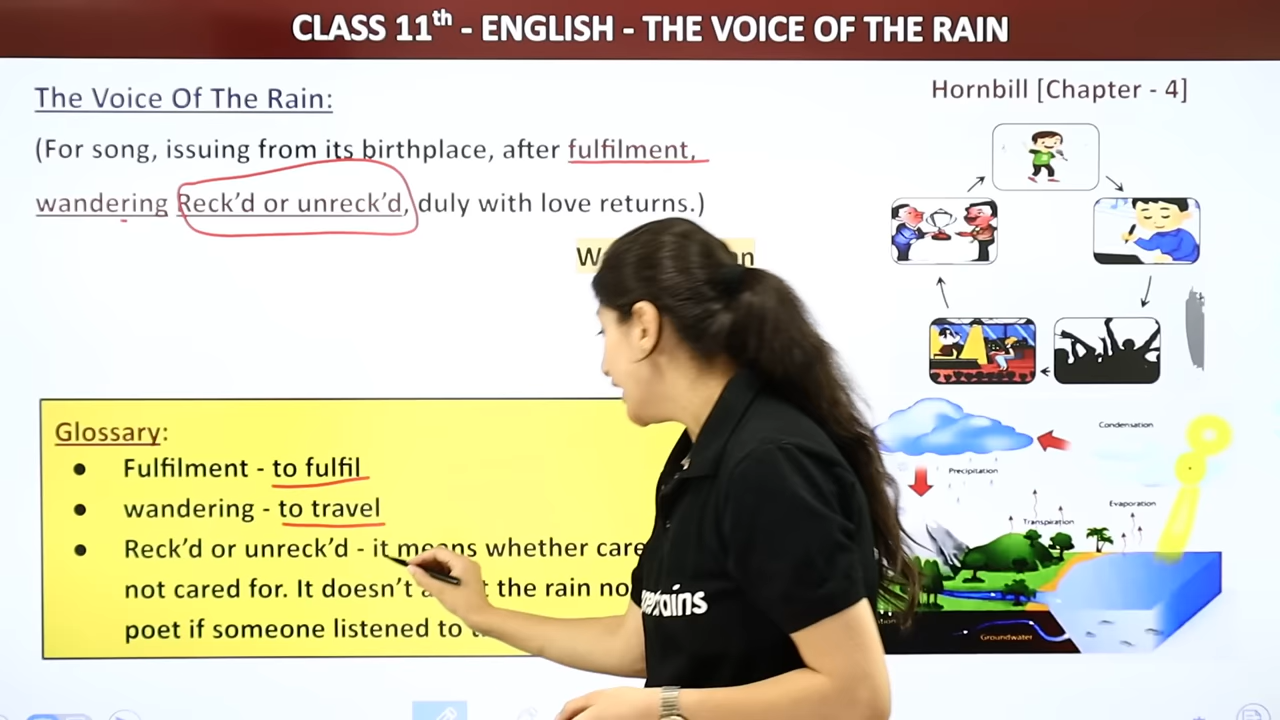 CLASS 11th - ENGLISH - THE VOICE OF THE RAIN
The Voice Of The Rain:
Hornbill [Chapter - 4]
(For song, issuing from its birthplace, after fulfilment,
wandering Reck’d or unreck’d, duly with love returns.)
Glossary:
● Fulfilment - to fulfil
● wandering - to travel
● Reck’d or unreck’d - it means whether care
not cared for. It doesn’t the rain no
poet if someone listened to
Condensation
Precipitation
Evaporation
Transpiration
Groundwater